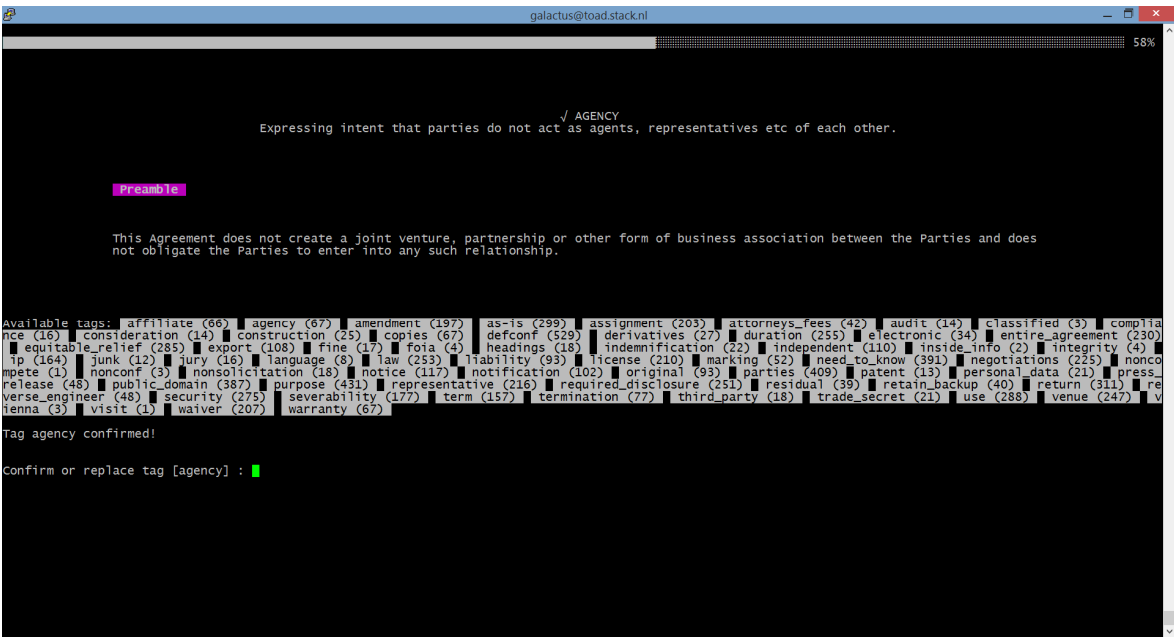 galactus@toad.stack.nl
58%
√ AGENCY
Expressing intent that parties do not act as agents, representatives etc of each other.
Preamble
This Agreement does not create a joint venture, partnership or other form of business association between the Parties and does
not obligate the Parties to enter into any such relationship.
Available tags: affiliate (66) agency (67) amendment (197) as-is (299) assignment (203) attorneys_fees (42) audit (14) classified (3) complia
nce (16) consideration (14) construction (25) copies (67) defconf (529) derivatives (27) duration (255) electronic (34) entire_agreement (230)
equitable_relief (285) export (108) fine (17) foia (4) headings (18) indemnification (22) independent (110) inside_info (2) integrity (4)
ip (164) junk (12) jury (16) language (8) law (253) liability (93) license (210) marking (52) need_to_know (391) negotiations (225) nonco
mpete (1) nonconf (3) nonsolicitation (18) notice (117) notification (102) original (93) parties (409) patent (13) personal_data (21) press_
release (48) public_domain (387) purpose (431) representative (216) required_disclosure (251) residual (39) retain_backup (40) return (311) re
verse_engineer (48) security (275) severability (177) term (157) termination (77) third_party (18) trade_secret (21) use (288) venue (247) v
ienna (3) visit (1) waiver (207) warranty (67)
Tag agency confirmed!
Confirm or replace tag [agency] :